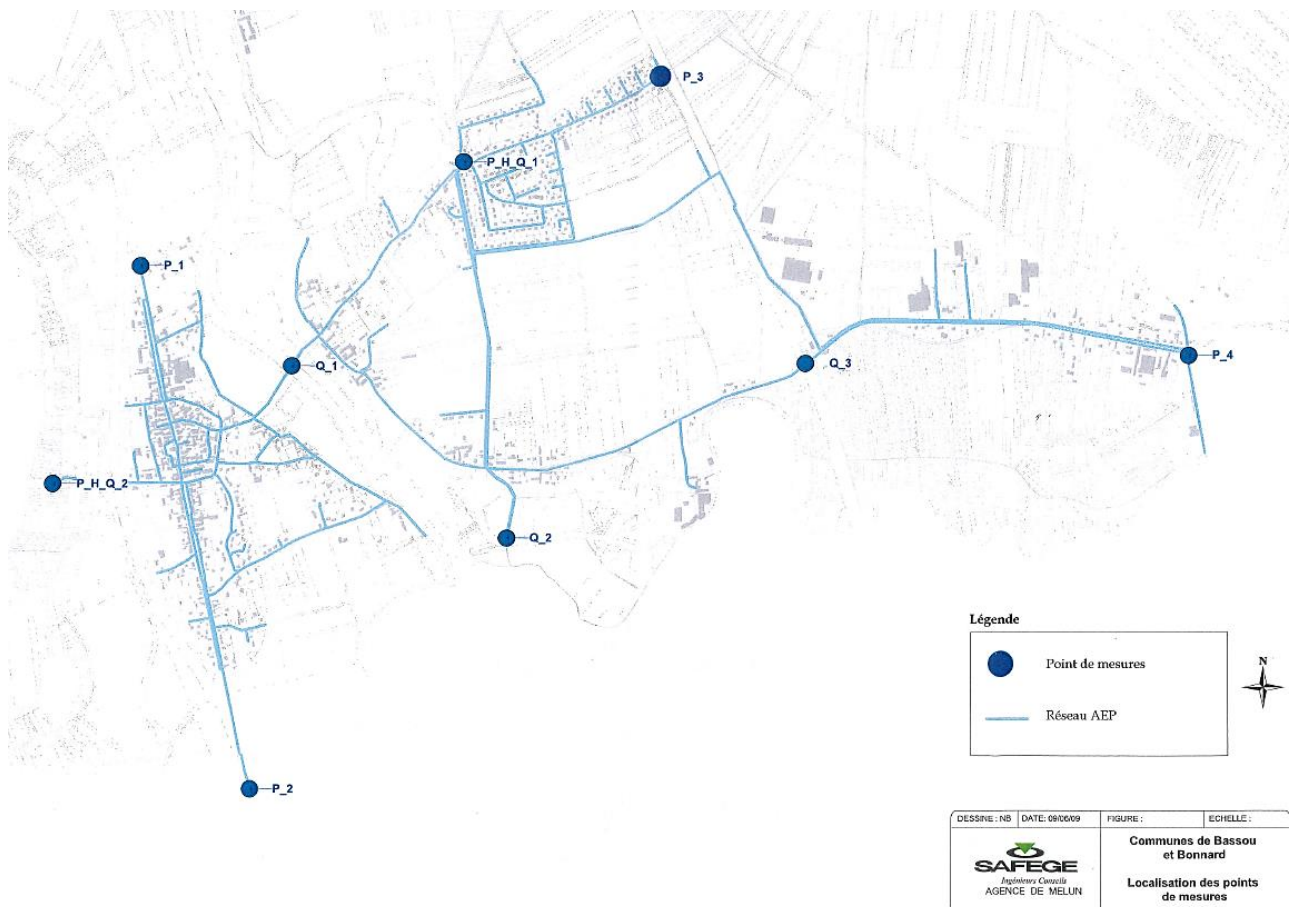 P_3
P_H_Q_1
P_1
Q_1
Q_3
P_4
P_H_Q_2
Q_2
P_2
Légende
Point de mesures
Réseau AEP
N
DESSINE : NB DATE: 09/06/09 FIGURE : ECHELLE :
SAFEGE
Ingénieurs Conseils
AGENCE DE MELUN
Communes de Bassou
et Bonnard
Localisation des points
de mesures